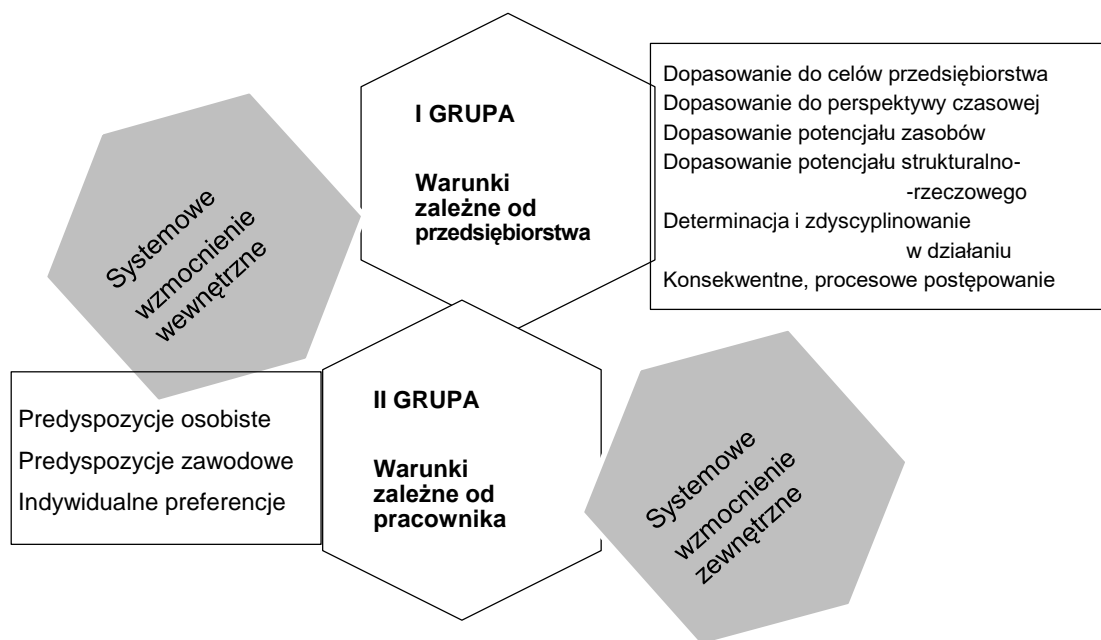 I GRUPA
Warunki
zależne od
przedsiębiorstwa
Dopasowanie do celów przedsiębiorstwa
Dopasowanie do perspektywy czasowej
Dopasowanie potencjału zasobów
Dopasowanie potencjału strukturalno-
-rzeczowego
Determinacja i zdyscyplinowanie
w działaniu
Konsekwentne, procesowe postępowanie
Systemowe
wzmocnienie
wewnętrzne
Predyspozycje osobiste
Predyspozycje zawodowe
Indywidualne preferencje
II GRUPA
Warunki
zależne od
pracownika
Systemowe
wzmocnienie
zewnętrzne